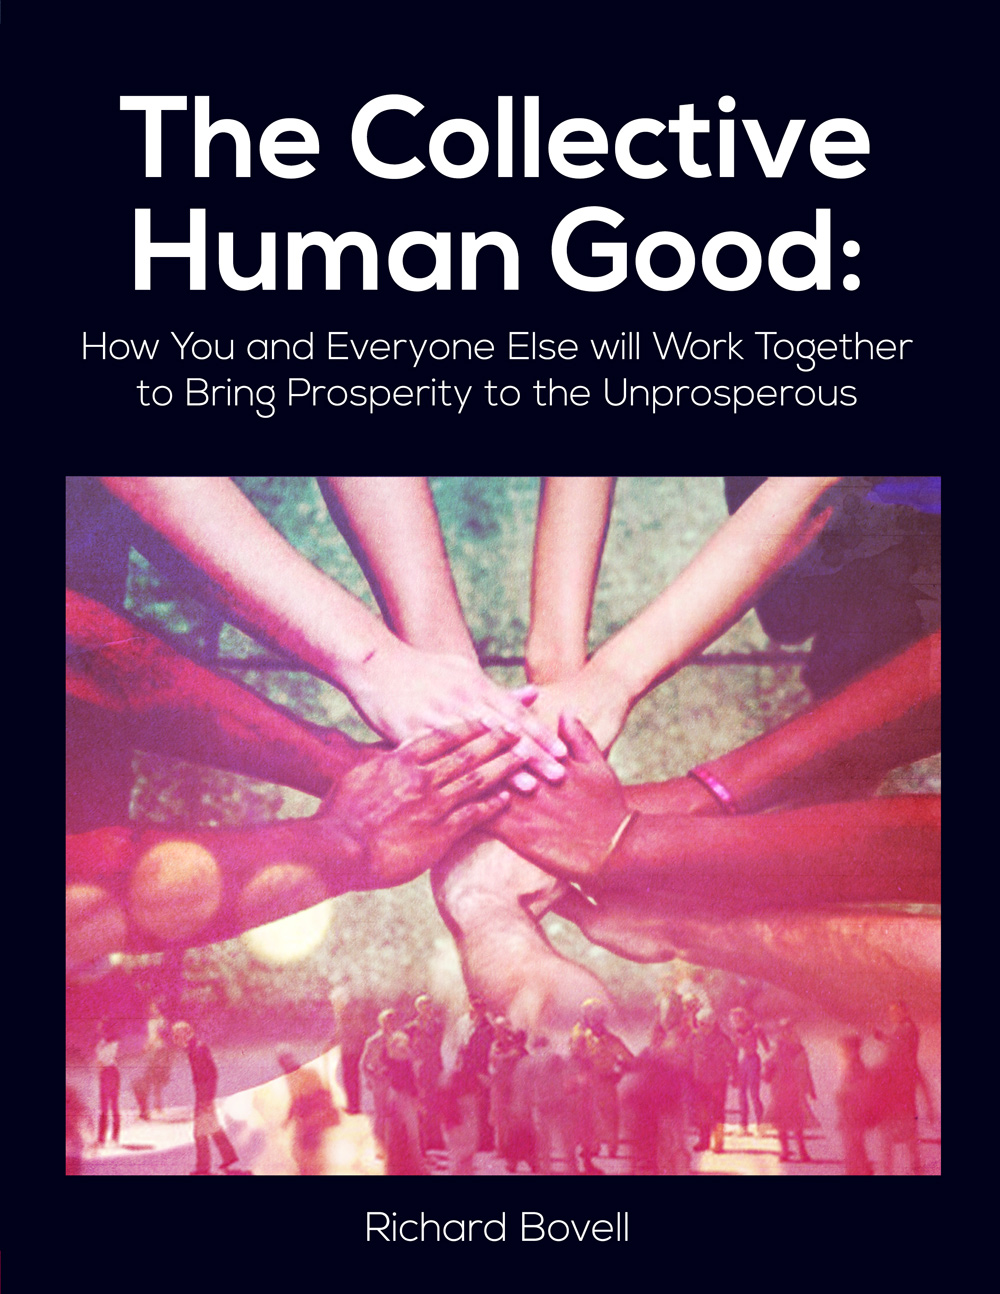 The Collective
Human Good:
How You and Everyone Else will Work Together
to Bring Prosperity to the Unprosperous
Richard Bovell